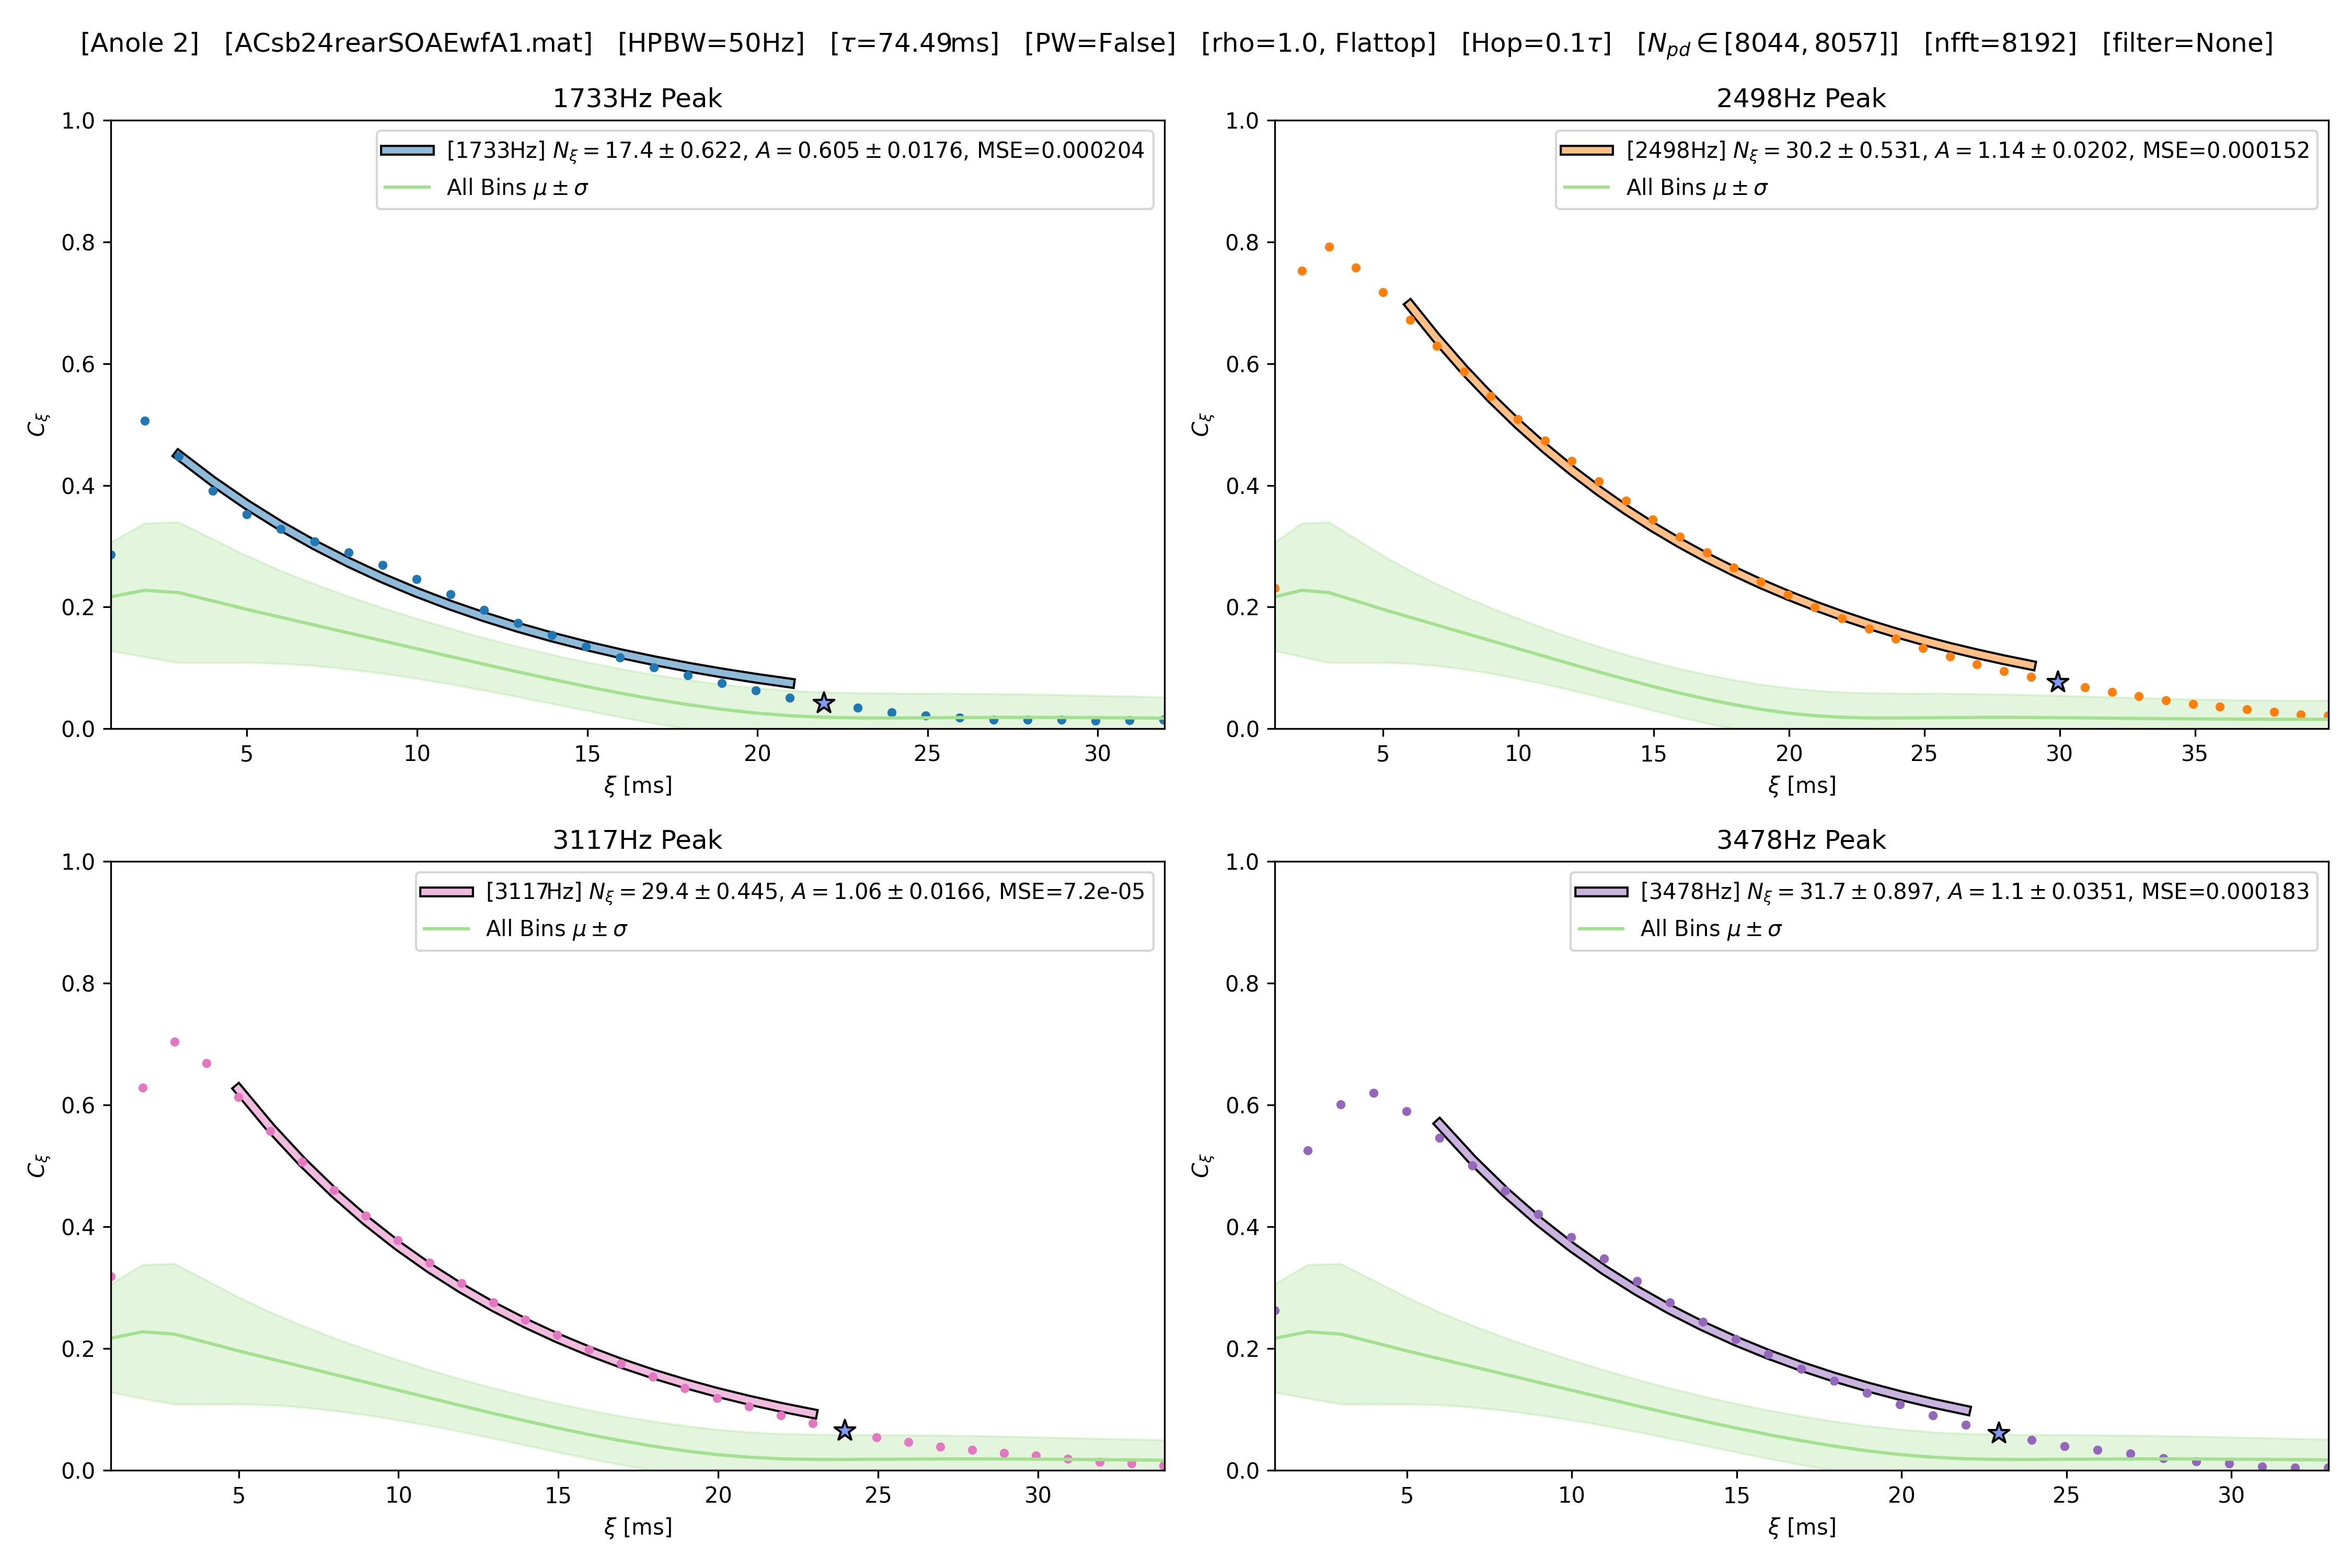 [Anole 2] [ACsb24rearSOAEwfA1.mat] [HPBW=50Hz] [τ=74.49ms] [PW=False] [rho=1.0, Flattop] [Hop=0.1τ] [N_pd ∈ [8044, 8057]] [nfft=8192] [filter=None]
1733Hz Peak
[1733Hz] N_ξ = 17.4 ± 0.622, A = 0.605 ± 0.0176, MSE=0.000204
All Bins μ ± σ
1.0
0.8
0.6
0.4
0.2
0.0
C_ξ
5 10 15 20 25 30
ξ [ms]
2498Hz Peak
[2498Hz] N_ξ = 30.2 ± 0.531, A = 1.14 ± 0.0202, MSE=0.000152
All Bins μ ± σ
1.0
0.8
0.6
0.4
0.2
0.0
C_ξ
5 10 15 20 25 30 35
ξ [ms]
3117Hz Peak
[3117Hz] N_ξ = 29.4 ± 0.445, A = 1.06 ± 0.0166, MSE=7.2e-05
All Bins μ ± σ
1.0
0.8
0.6
0.4
0.2
0.0
C_ξ
5 10 15 20 25 30
ξ [ms]
3478Hz Peak
[3478Hz] N_ξ = 31.7 ± 0.897, A = 1.1 ± 0.0351, MSE=0.000183
All Bins μ ± σ
1.0
0.8
0.6
0.4
0.2
0.0
C_ξ
5 10 15 20 25 30
ξ [ms]